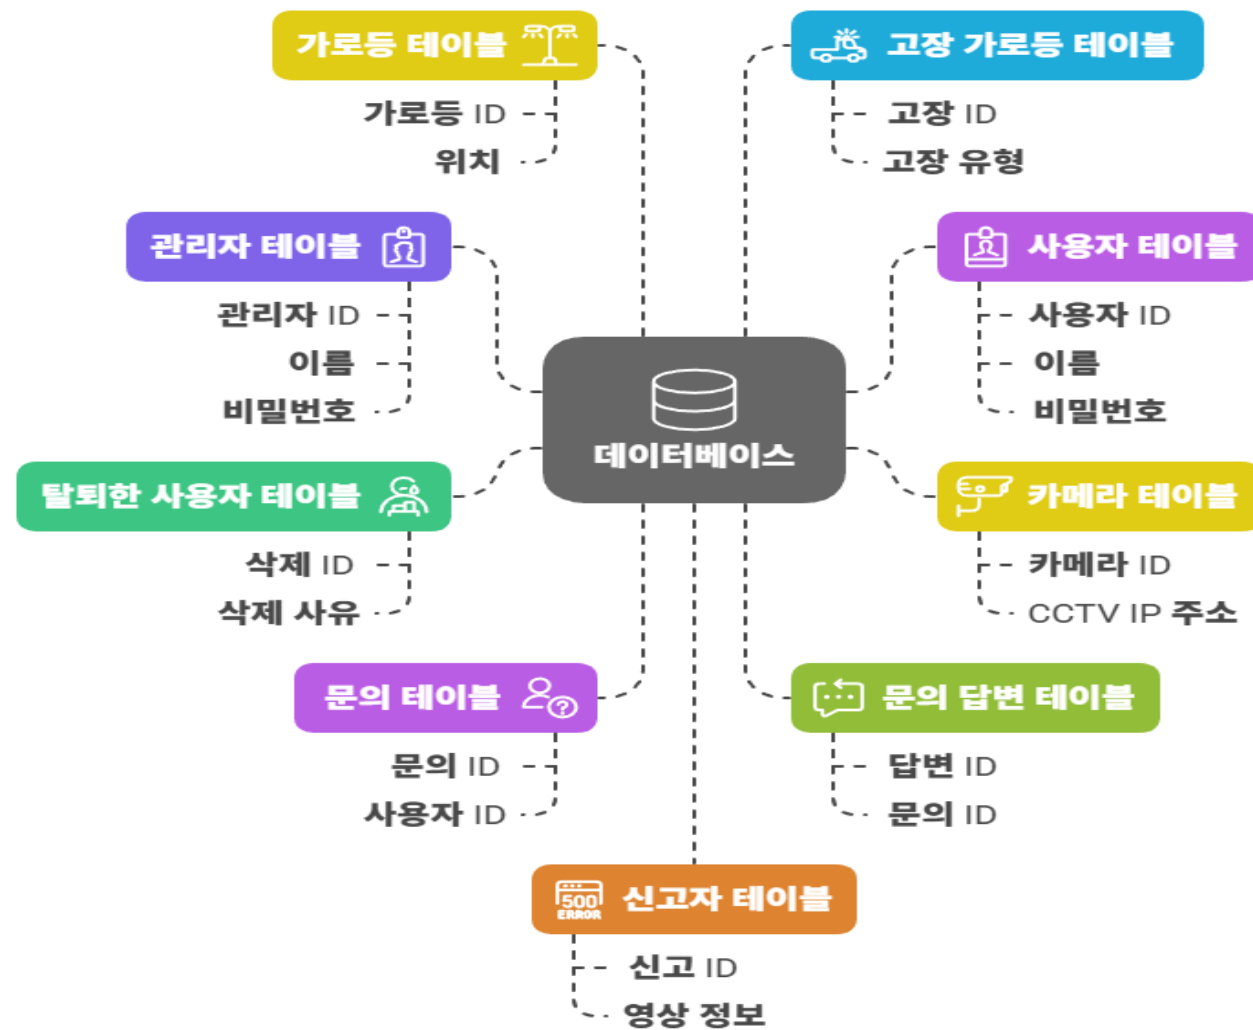 가로등 테이블
가로등 ID
위치
고장 가로등 테이블
고장 ID
고장 유형
관리자 테이블
관리자 ID
이름
비밀번호
사용자 테이블
사용자 ID
이름
비밀번호
데이터베이스
탈퇴한 사용자 테이블
삭제 ID
삭제 사유
카메라 테이블
카메라 ID
CCTV IP 주소
문의 테이블
문의 ID
사용자 ID
문의 답변 테이블
답변 ID
문의 ID
500
ERROR
신고자 테이블
신고 ID
영상 정보